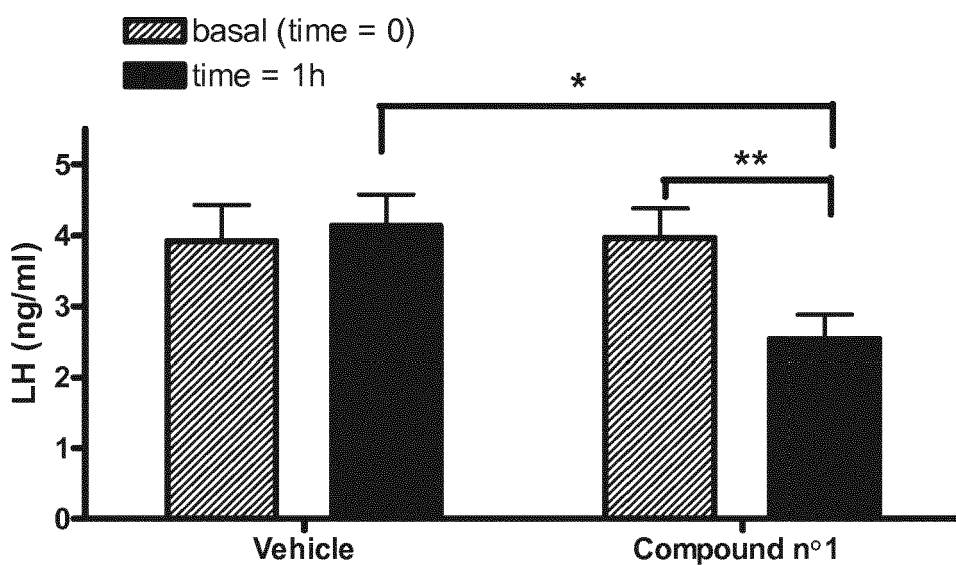 basal (time = 0)
time = 1h
*
**
LH (ng/ml)
5
4
3
2
1
0
Vehicle
Compound n°1